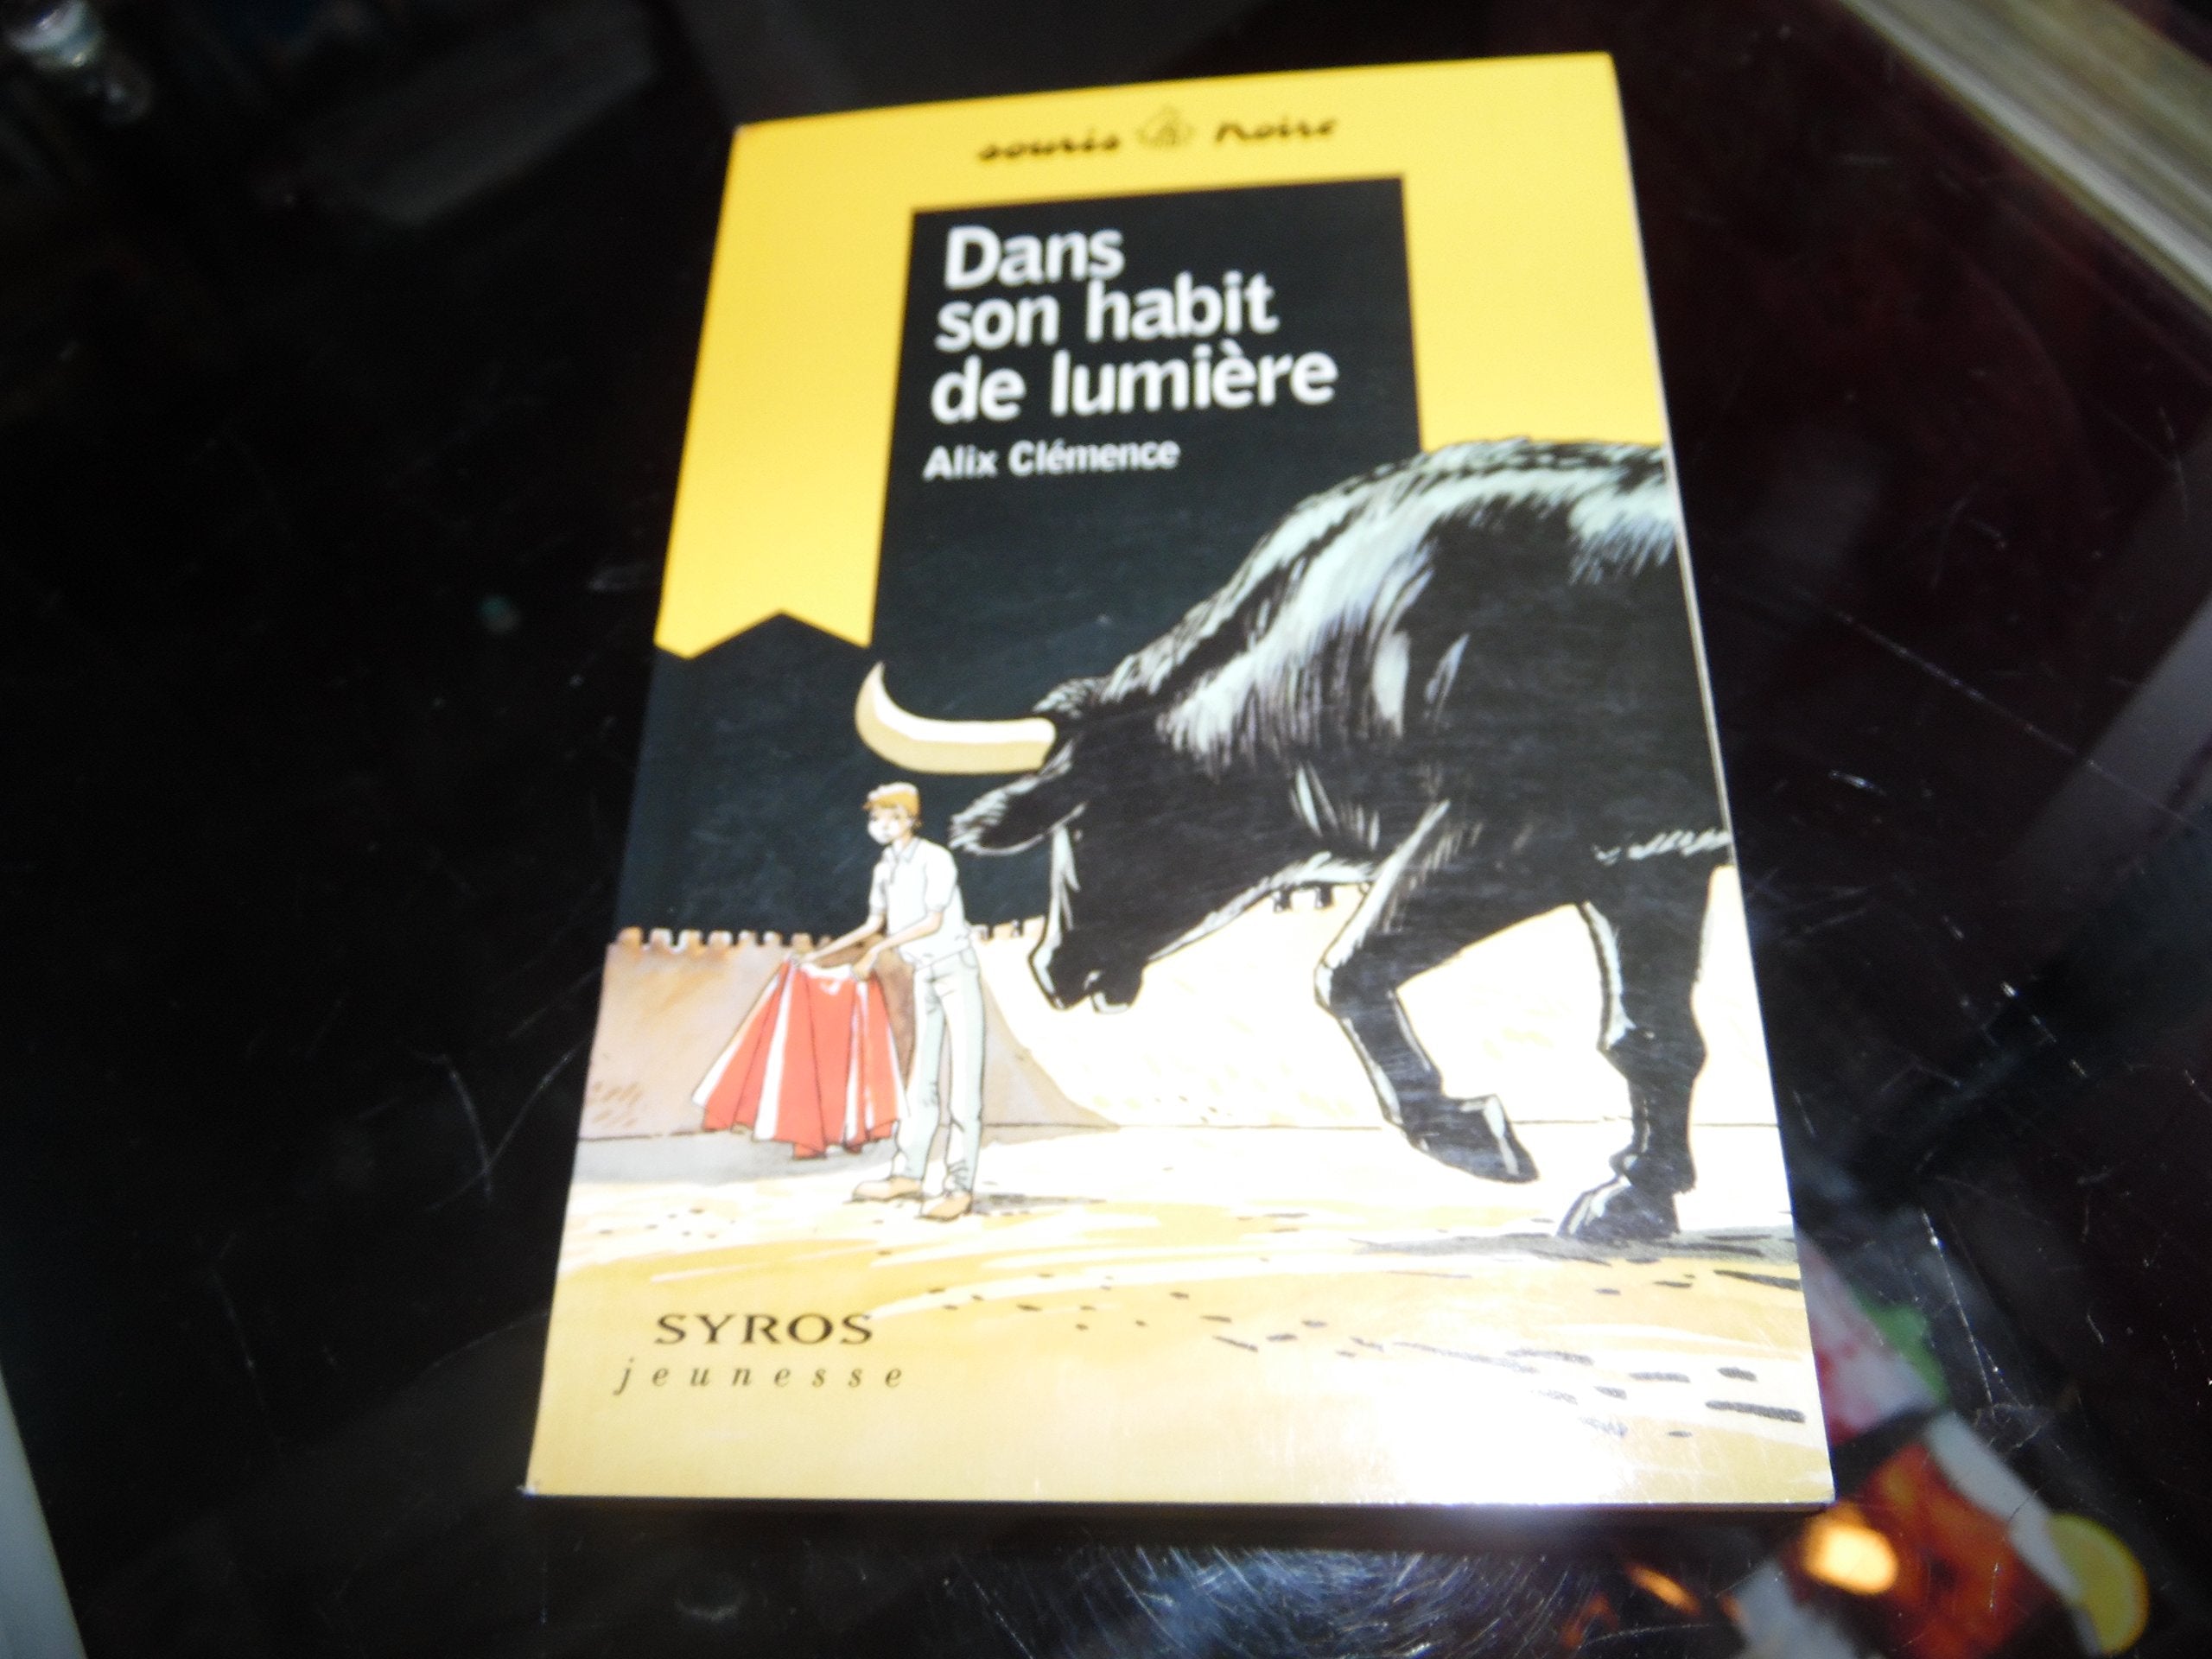 souris noire
Dans
son habit
de lumière
Alix Clémence
SYROS
jeunesse